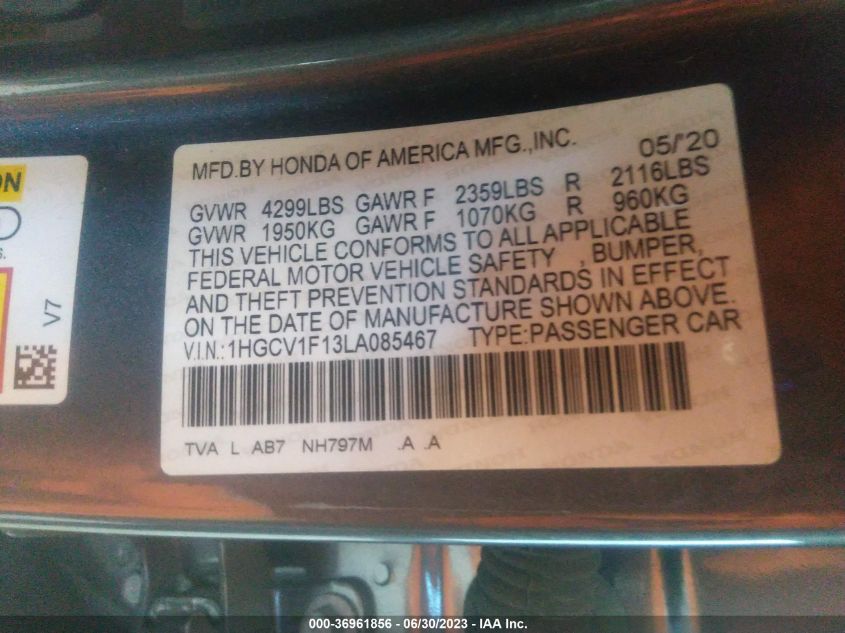 MFD.BY HONDA OF AMERICA MFG.,INC. 05/'20
GVWR 4299LBS GAWR F 2359LBS R 2116LBS
GVWR 1950KG GAWR F 1070KG R 960KG
THIS VEHICLE CONFORMS TO ALL APPLICABLE
FEDERAL MOTOR VEHICLE SAFETY , BUMPER,
AND THEFT PREVENTION STANDARDS IN EFFECT
ON THE DATE OF MANUFACTURE SHOWN ABOVE.
V.I.N.:1HGCV1F13LA085467 TYPE:PASSENGER CAR
TVA L AB7 NH797M .A .A
V7
000-36961856 / 06/30/2023 - IAA Inc.